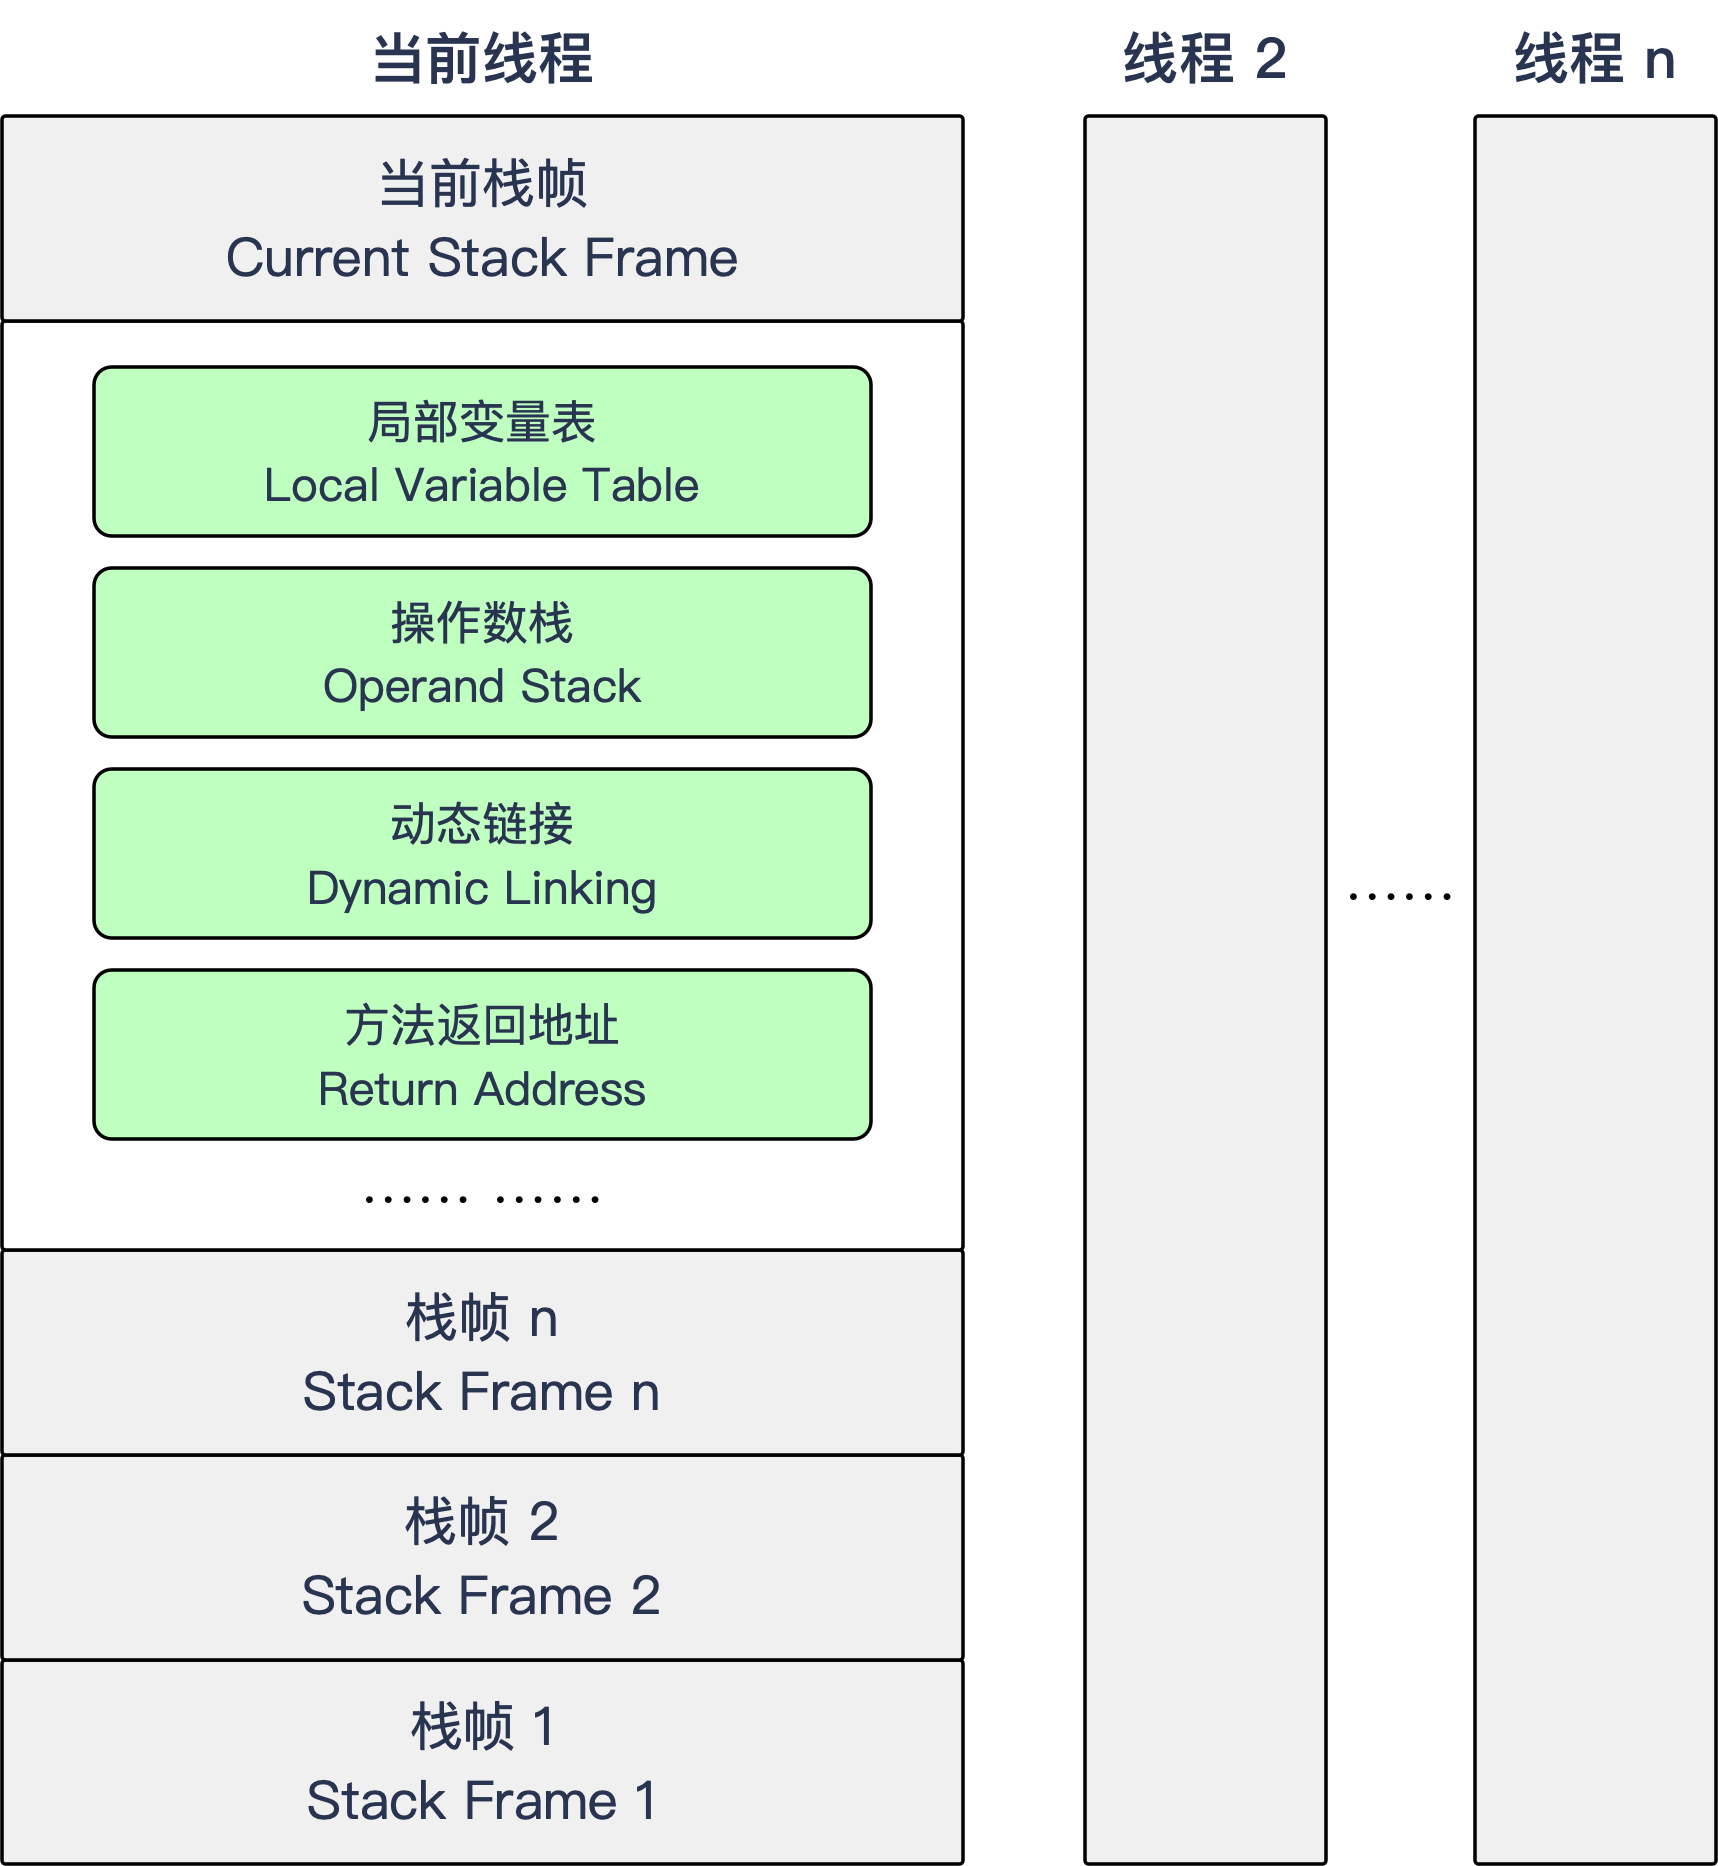 当前线程
线程 2
线程 n
当前栈帧
Current Stack Frame
局部变量表
Local Variable Table
操作数栈
Operand Stack
动态链接
Dynamic Linking
方法返回地址
Return Address
…… ……
……
栈帧 n
Stack Frame n
栈帧 2
Stack Frame 2
栈帧 1
Stack Frame 1